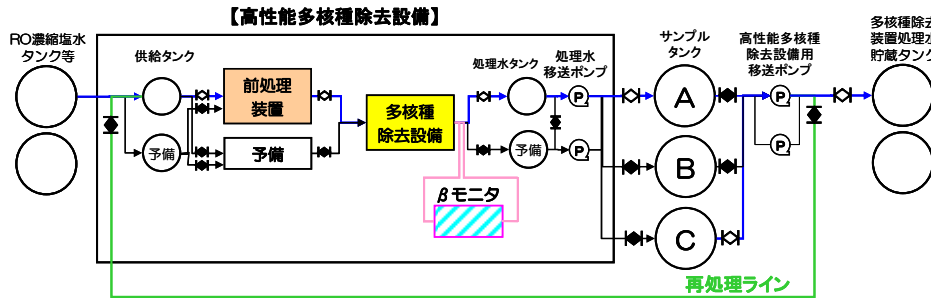 【高性能多核種除去設備】
RO濃縮塩水
タンク等
供給タンク
予備
前処理
装置
予備
多核種
除去設備
βモニタ
処理水タンク
予備
処理水
移送ポンプ
P
P
サンプル
タンク
A
B
C
高性能多核種
除去設備用
移送ポンプ
P
P
多核種除去
装置処理水
貯蔵タンク
再処理ライン